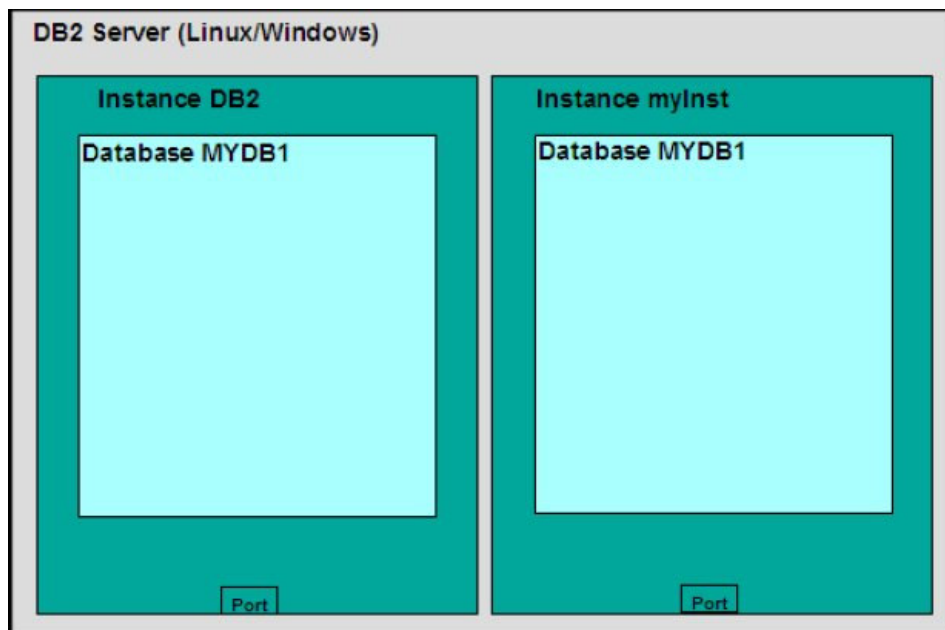 DB2 Server (Linux/Windows)
Instance DB2
Database MYDB1
Port
Instance myInst
Database MYDB1
Port